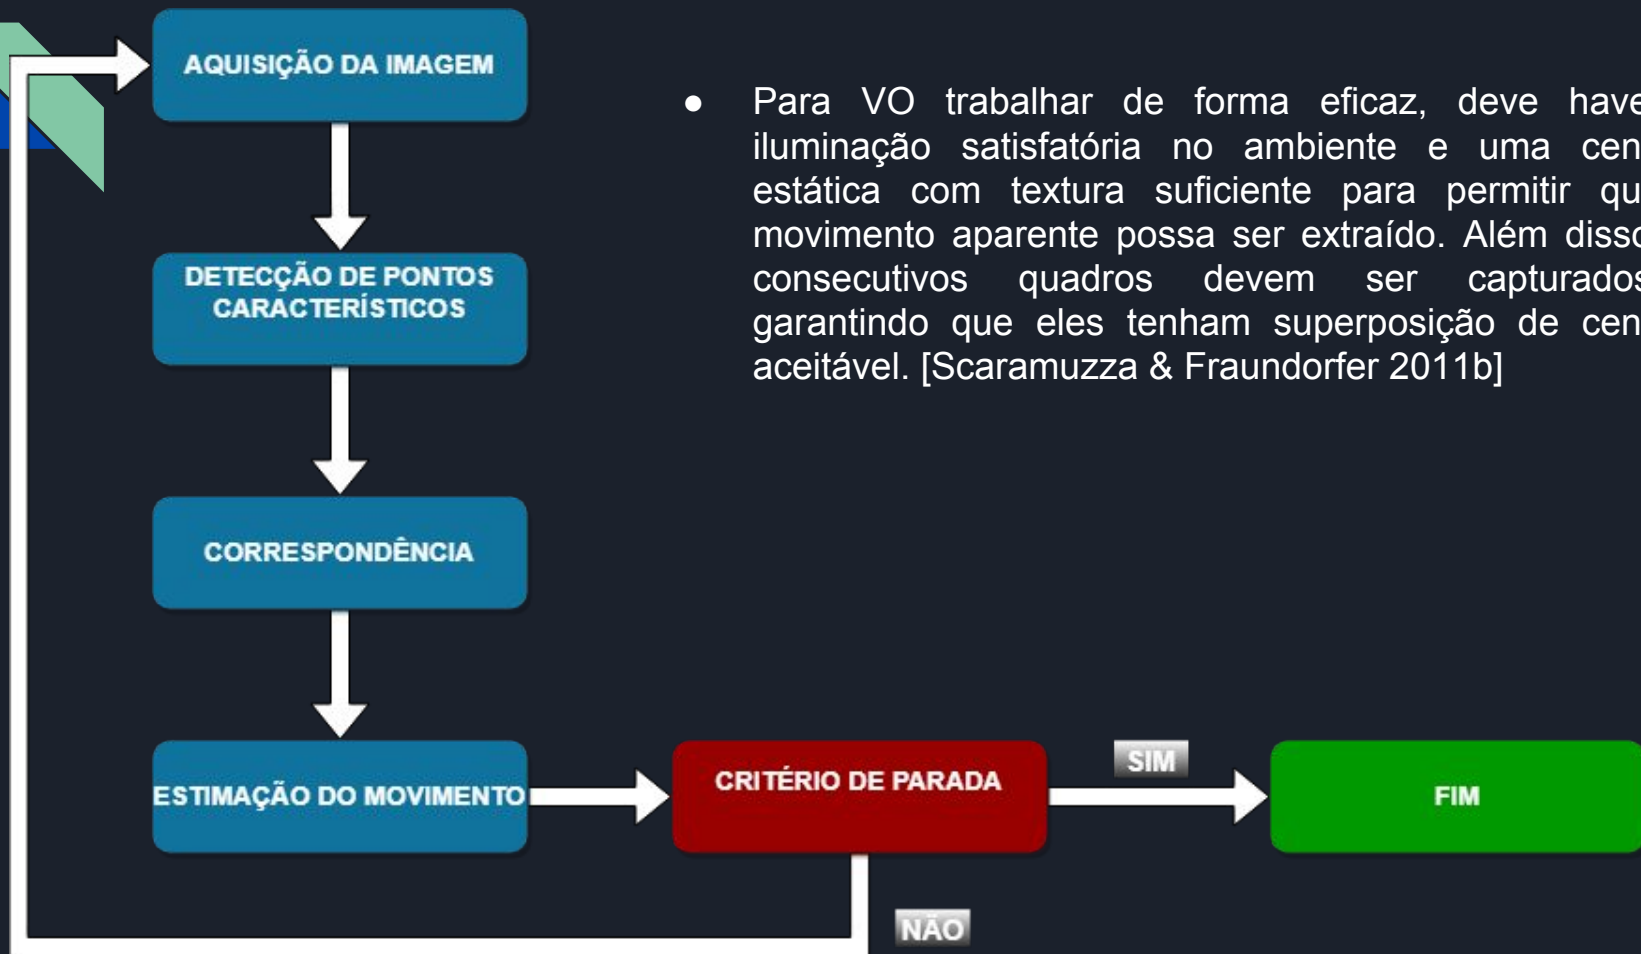 AQUISIÇÃO DA IMAGEM
DETECÇÃO DE PONTOS
CARACTERÍSTICOS
CORRESPONDÊNCIA
ESTIMAÇÃO DO MOVIMENTO
CRITÉRIO DE PARADA
SIM
FIM
NÃO
● Para VO trabalhar de forma eficaz, deve have
iluminação satisfatória no ambiente e uma cen
estática com textura suficiente para permitir qu
movimento aparente possa ser extraído. Além disso
consecutivos quadros devem ser capturados
garantindo que eles tenham superposição de cen
aceitável. [Scaramuzza & Fraundorfer 2011b]